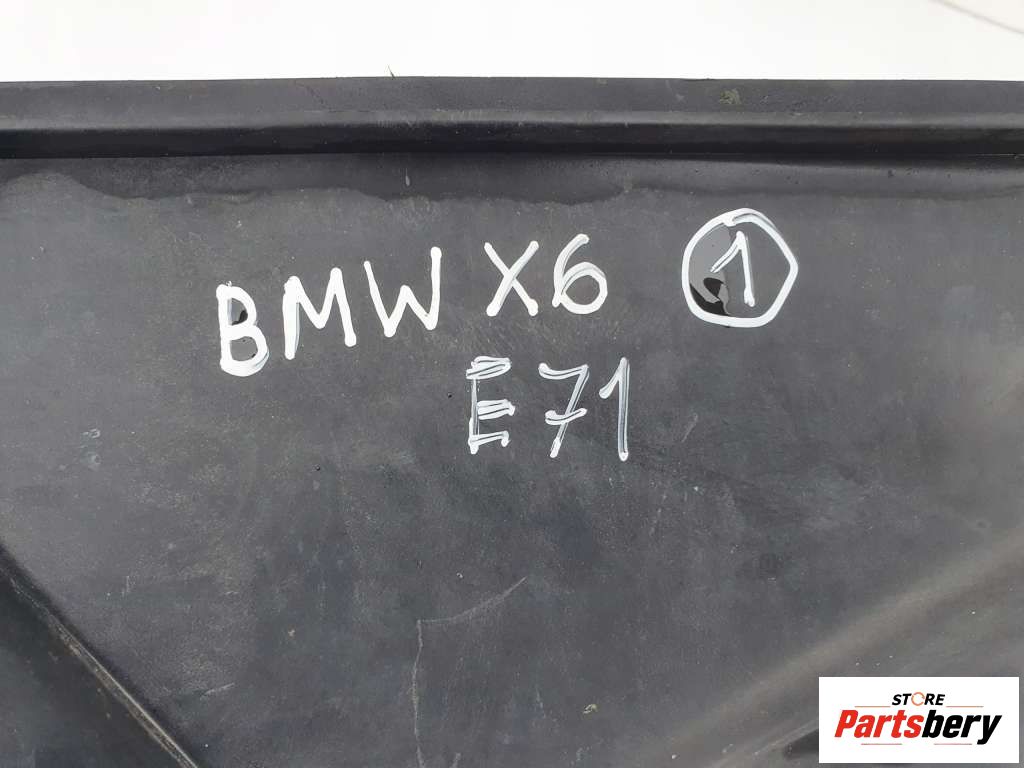 BMW X6 1
E71
STORE
Partsbery